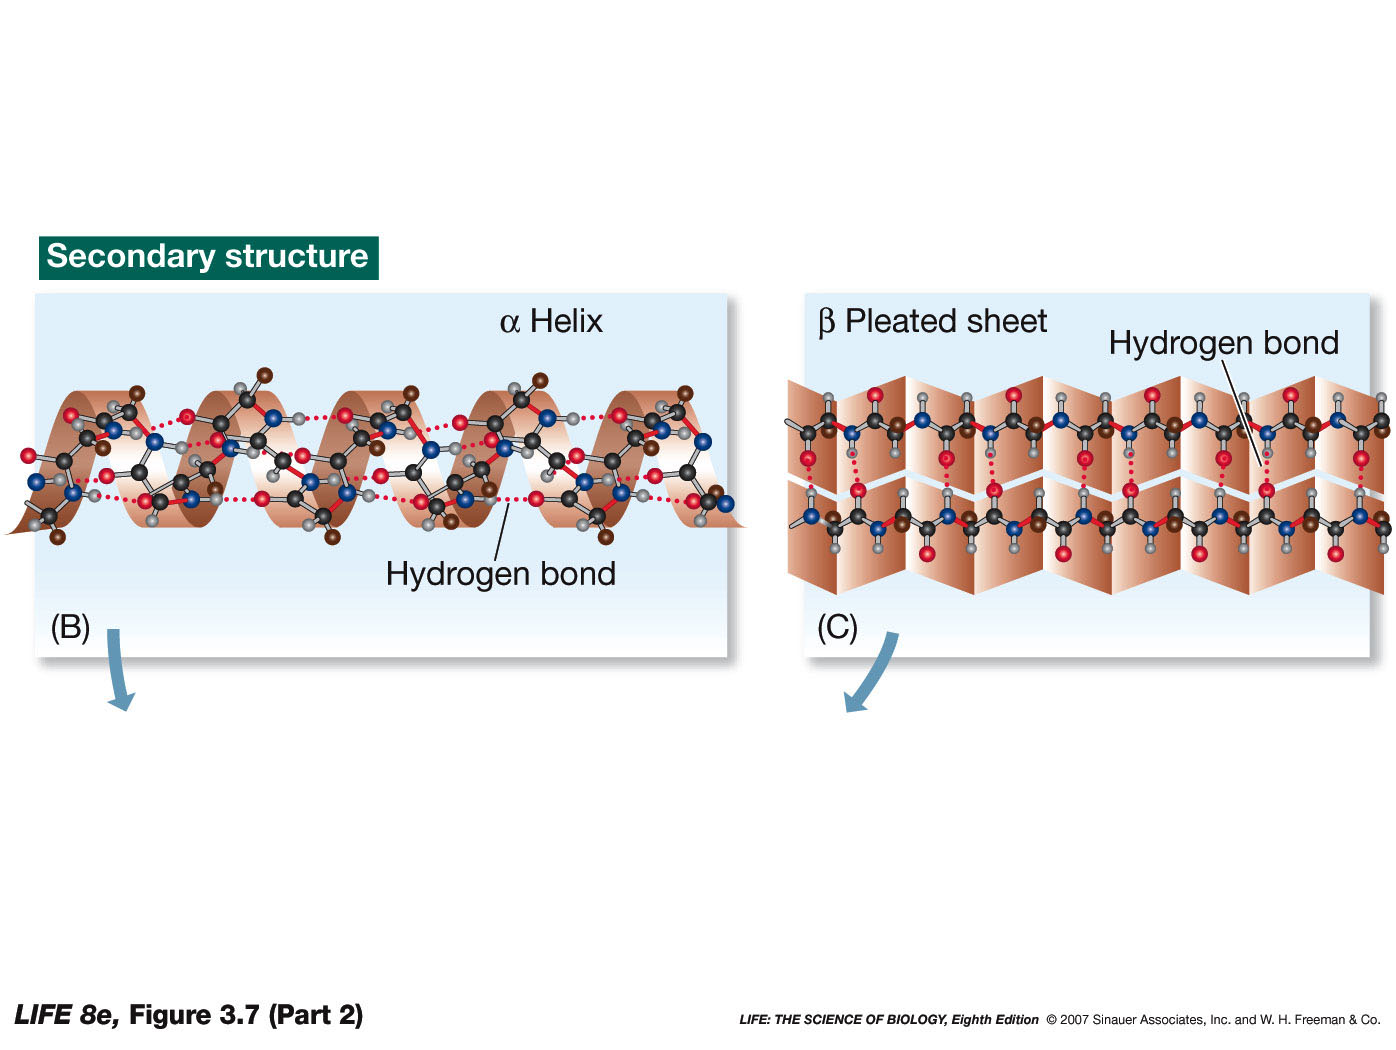 Secondary structure
α Helix
Hydrogen bond
(B)
β Pleated sheet
Hydrogen bond
(C)
LIFE 8e, Figure 3.7 (Part 2)
LIFE: THE SCIENCE OF BIOLOGY, Eighth Edition © 2007 Sinauer Associates, Inc. and W. H. Freeman & Co.